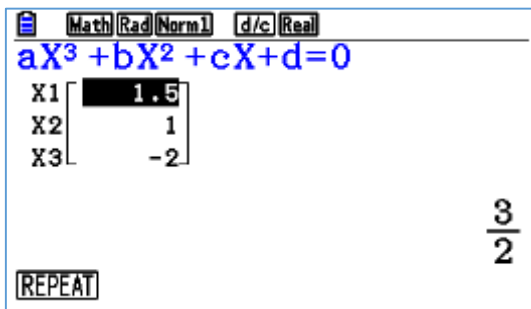 Math Rad Norm1 d/c Real
aX³+bX²+cX+d=0
X1 1.5
X2 1
X3 -2
3
2
REPEAT